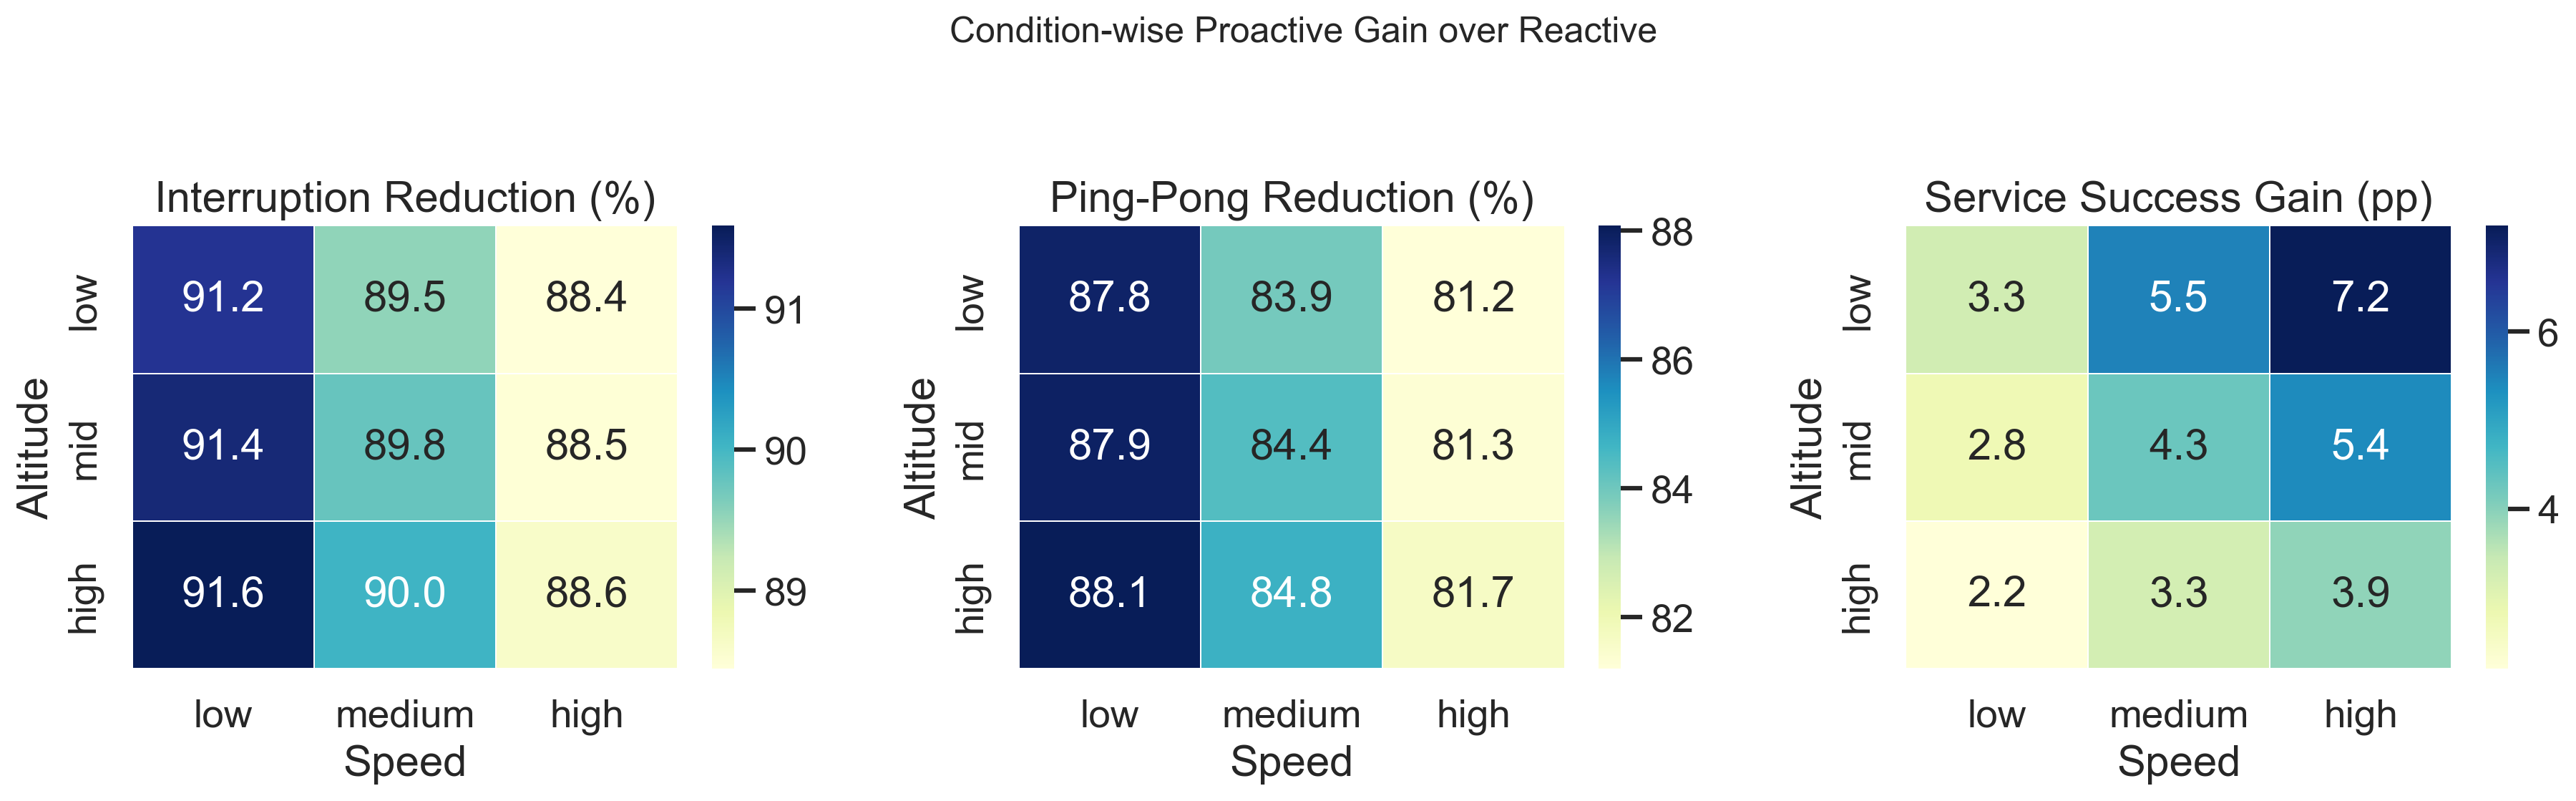 Condition-wise Proactive Gain over Reactive
Interruption Reduction (%)
Altitude
low
91.2 89.5 88.4
mid
91.4 89.8 88.5
high
91.6 90.0 88.6
low medium high
Speed
91
90
89
Ping-Pong Reduction (%)
Altitude
low
87.8 83.9 81.2
mid
87.9 84.4 81.3
high
88.1 84.8 81.7
low medium high
Speed
88
86
84
82
Service Success Gain (pp)
Altitude
low
3.3 5.5 7.2
mid
2.8 4.3 5.4
high
2.2 3.3 3.9
low medium high
Speed
6
4